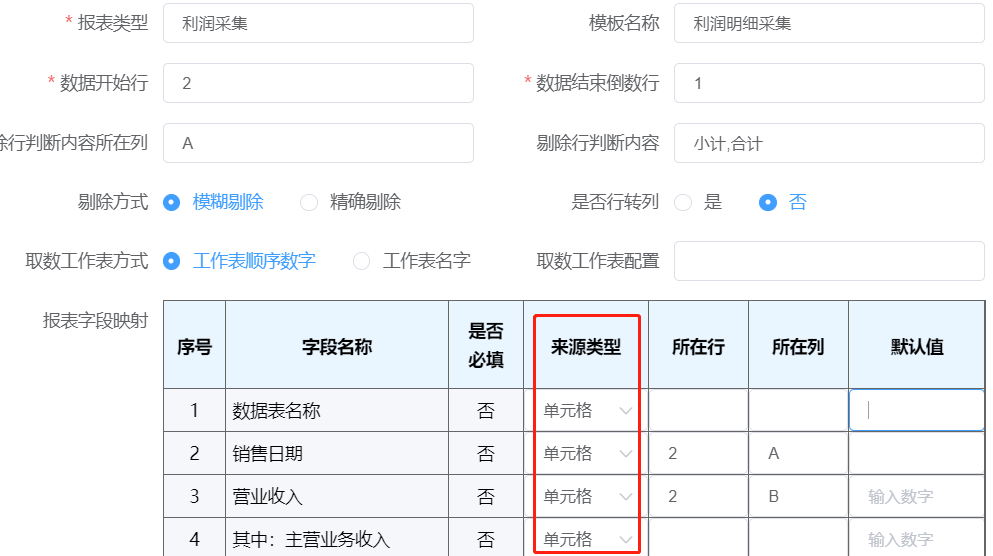 * 报表类型 利润采集 模板名称 利润明细采集
* 数据开始行 2 * 数据结束倒数行 1
除行判断内容所在列 A 剔除行判断内容 小计,合计
剔除方式 模糊剔除 精确剔除 是否行转列 是 否
取数工作表方式 工作表顺序数字 工作表名字 取数工作表配置
报表字段映射
序号 字段名称 是否必填 来源类型 所在行 所在列 默认值
1 数据表名称 否 单元格
2 销售日期 否 单元格 2 A
3 营业收入 否 单元格 2 B 输入数字
4 其中：主营业务收入 否 单元格 输入数字